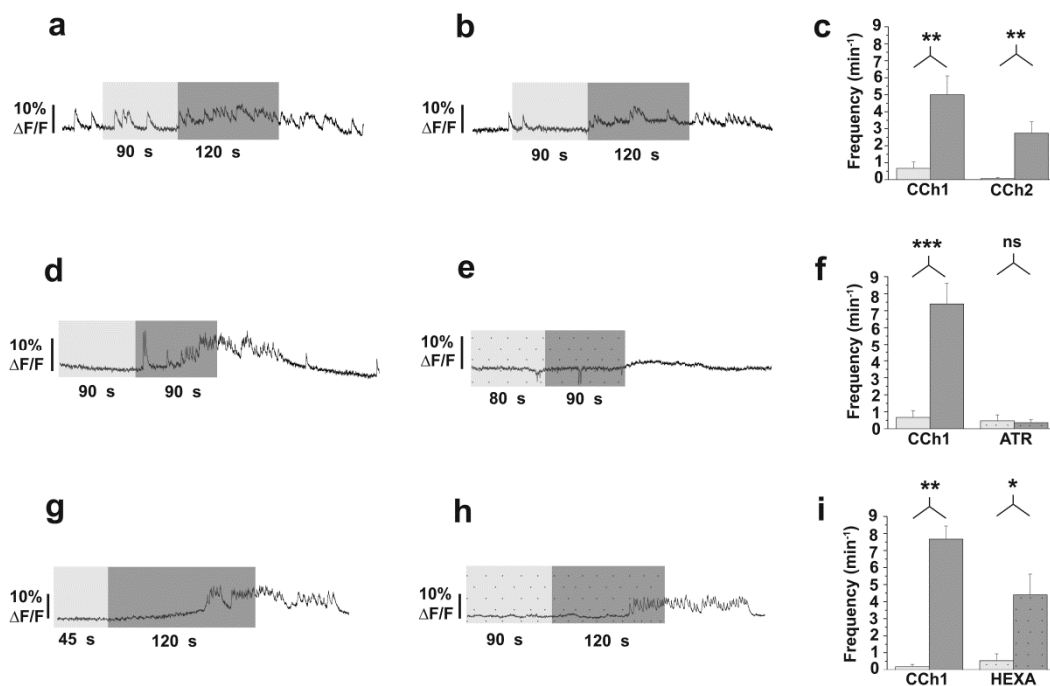 a
10%
ΔF/F
90 s 120 s
b
10%
ΔF/F
90 s 120 s
c
Frequency (min⁻¹)
9
8
7
6
5
4
3
2
1
0
** **
CCh1 CCh2
d
10%
ΔF/F
90 s 90 s
e
10%
ΔF/F
80 s 90 s
f
Frequency (min⁻¹)
9
8
7
6
5
4
3
2
1
0
*** ns
CCh1 ATR
g
10%
ΔF/F
45 s 120 s
h
10%
ΔF/F
90 s 120 s
i
Frequency (min⁻¹)
9
8
7
6
5
4
3
2
1
0
** *
CCh1 HEXA